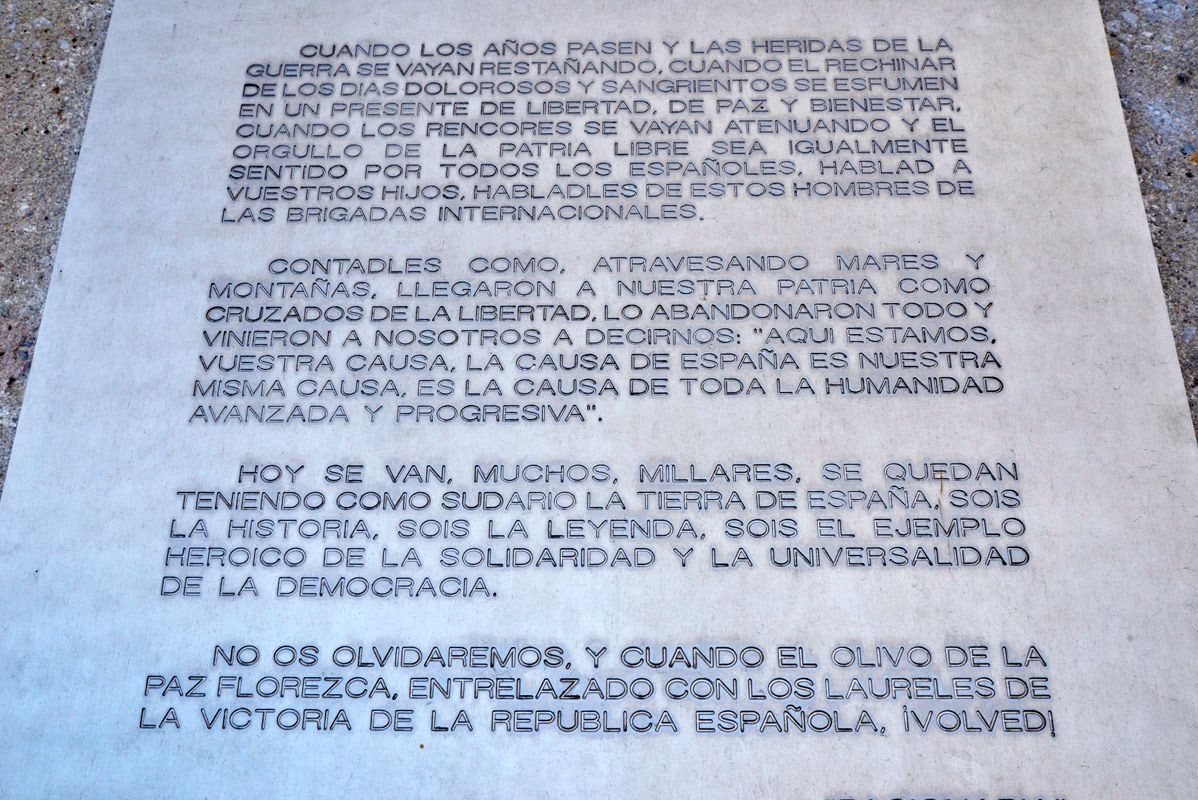 CUANDO LOS AÑOS PASEN Y LAS HERIDAS DE LA
GUERRA SE VAYAN RESTAÑANDO, CUANDO EL RECHINAR
DE LOS DIAS DOLOROSOS Y SANGRIENTOS SE ESFUMEN
EN UN PRESENTE DE LIBERTAD, DE PAZ Y BIENESTAR,
CUANDO LOS RENCORES SE VAYAN ATENUANDO Y EL
ORGULLO DE LA PATRIA LIBRE SEA IGUALMENTE
SENTIDO POR TODOS LOS ESPAÑOLES, HABLAD A
VUESTROS HIJOS, HABLADLES DE ESTOS HOMBRES DE
LAS BRIGADAS INTERNACIONALES.
CONTADLES COMO, ATRAVESANDO MARES Y
MONTAÑAS, LLEGARON A NUESTRA PATRIA COMO
CRUZADOS DE LA LIBERTAD, LO ABANDONARON TODO Y
VINIERON A NOSOTROS A DECIRNOS: "AQUI ESTAMOS,
VUESTRA CAUSA, LA CAUSA DE ESPAÑA ES NUESTRA
MISMA CAUSA, ES LA CAUSA DE TODA LA HUMANIDAD
AVANZADA Y PROGRESIVA".
HOY SE VAN, MUCHOS, MILLARES, SE QUEDAN
TENIENDO COMO SUDARIO LA TIERRA DE ESPAÑA, SOIS
LA HISTORIA, SOIS LA LEYENDA, SOIS EL EJEMPLO
HEROICO DE LA SOLIDARIDAD Y LA UNIVERSALIDAD
DE LA DEMOCRACIA.
NO OS OLVIDAREMOS, Y CUANDO EL OLIVO DE LA
PAZ FLOREZCA, ENTRELAZADO CON LOS LAURELES DE
LA VICTORIA DE LA REPUBLICA ESPAÑOLA, ¡VOLVED¡